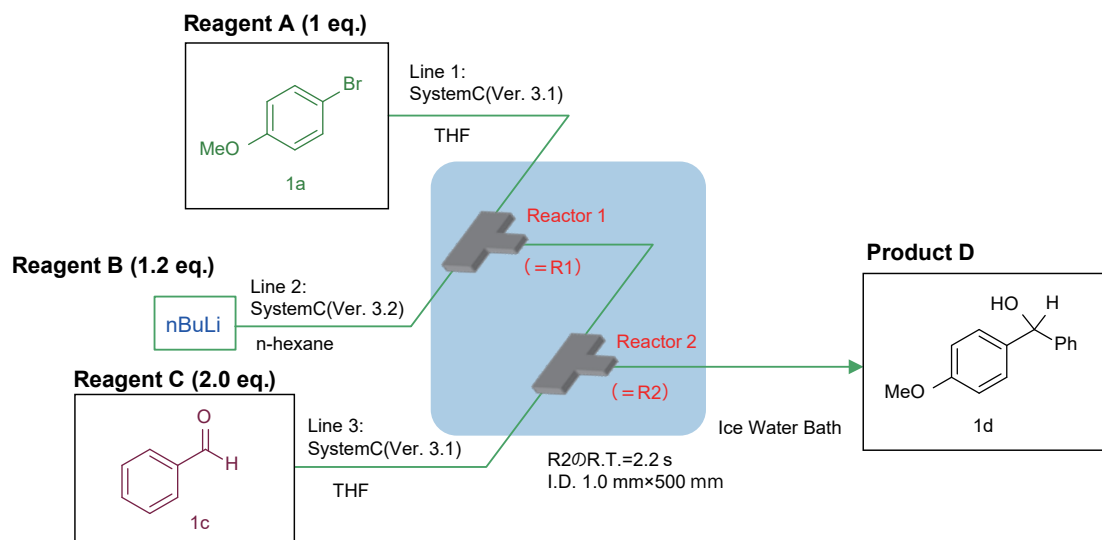 Reagent A (1 eq.)
Br
MeO
1a
Line 1:
SystemC(Ver. 3.1)
THF
Reactor 1
(=R1)
Reagent B (1.2 eq.)
nBuLi
Line 2:
SystemC(Ver. 3.2)
n-hexane
Reactor 2
(=R2)
Reagent C (2.0 eq.)
O
H
1c
Line 3:
SystemC(Ver. 3.1)
THF
R2のR.T.=2.2 s
I.D. 1.0 mm×500 mm
Ice Water Bath
Product D
HO H
Ph
MeO
1d